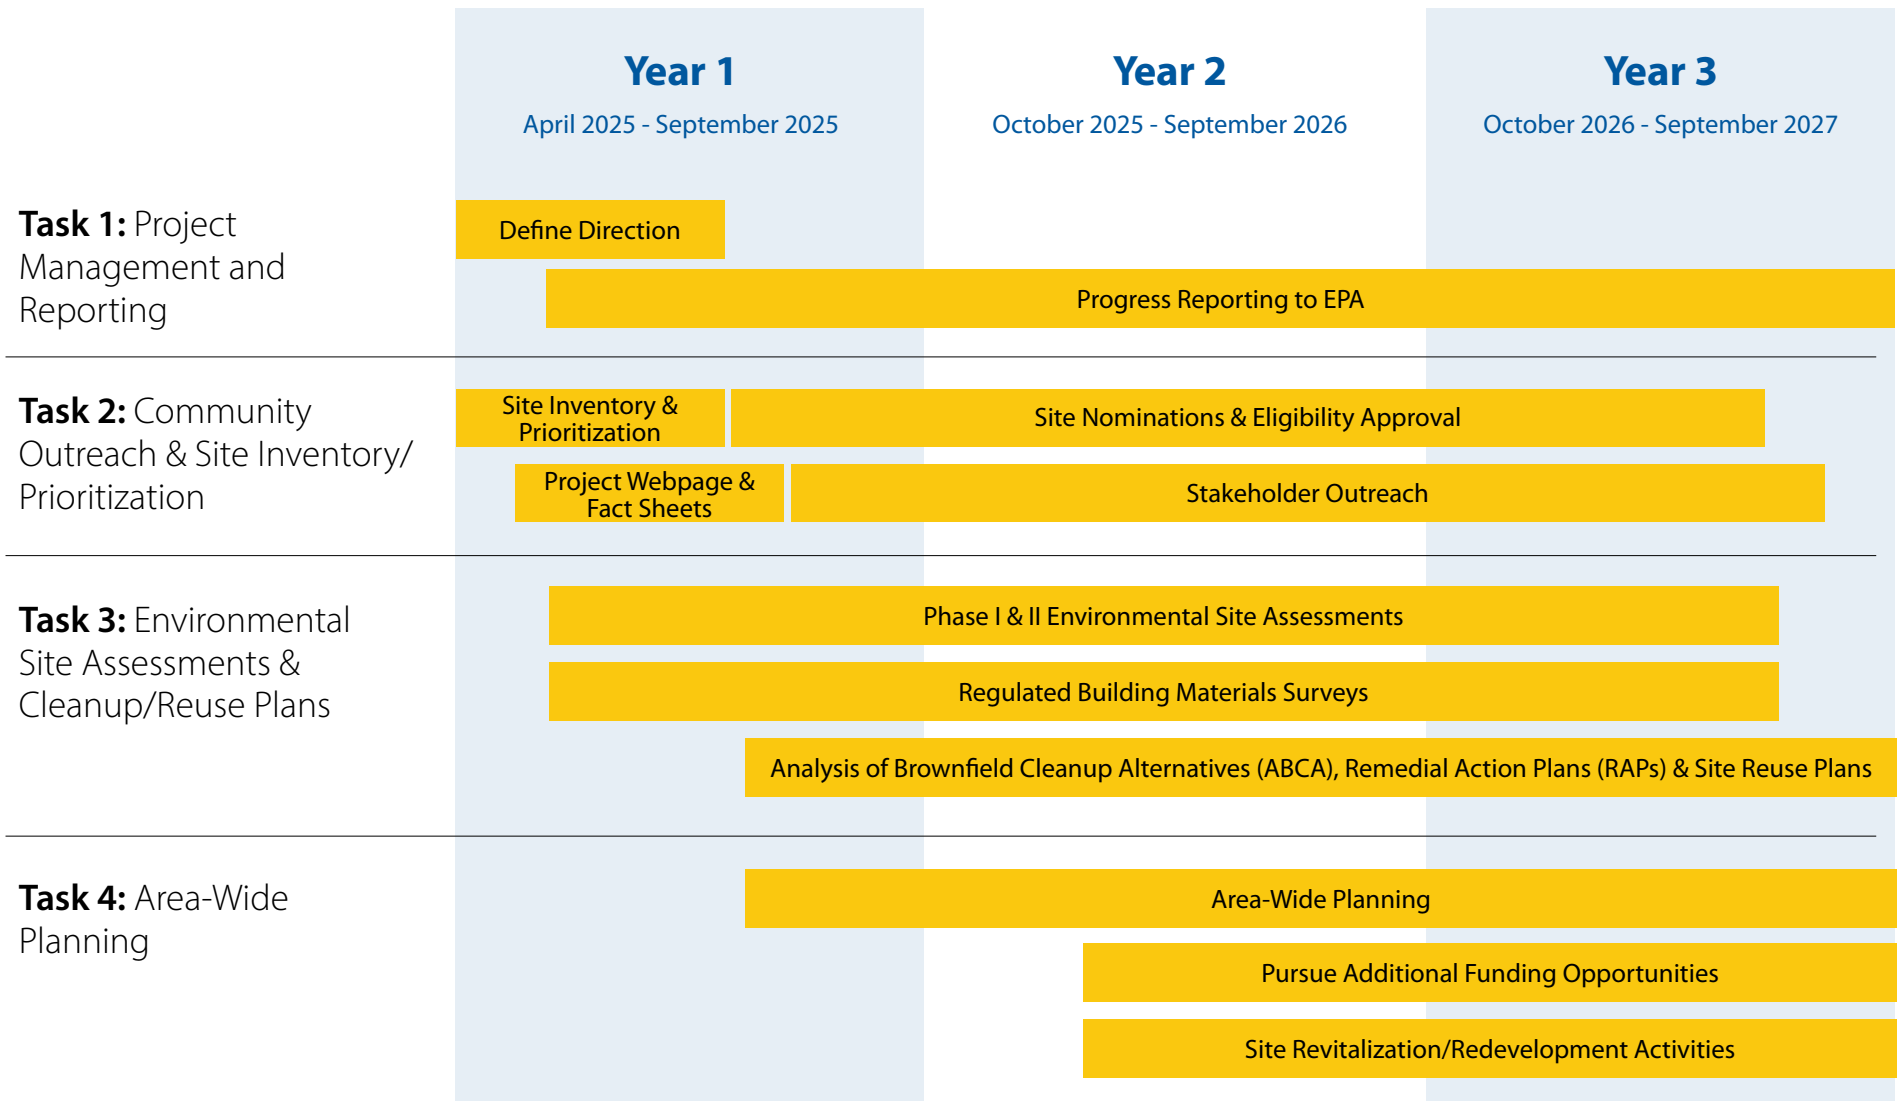 Year 1
April 2025 - September 2025
Year 2
October 2025 - September 2026
Year 3
October 2026 - September 2027
Task 1: Project
Management and
Reporting
Define Direction
Progress Reporting to EPA
Task 2: Community
Outreach & Site Inventory/
Prioritization
Site Inventory &
Prioritization
Site Nominations & Eligibility Approval
Project Webpage &
Fact Sheets
Stakeholder Outreach
Task 3: Environmental
Site Assessments &
Cleanup/Reuse Plans
Phase I & II Environmental Site Assessments
Regulated Building Materials Surveys
Analysis of Brownfield Cleanup Alternatives (ABCA), Remedial Action Plans (RAPs) & Site Reuse Plans
Task 4: Area-Wide
Planning
Area-Wide Planning
Pursue Additional Funding Opportunities
Site Revitalization/Redevelopment Activities